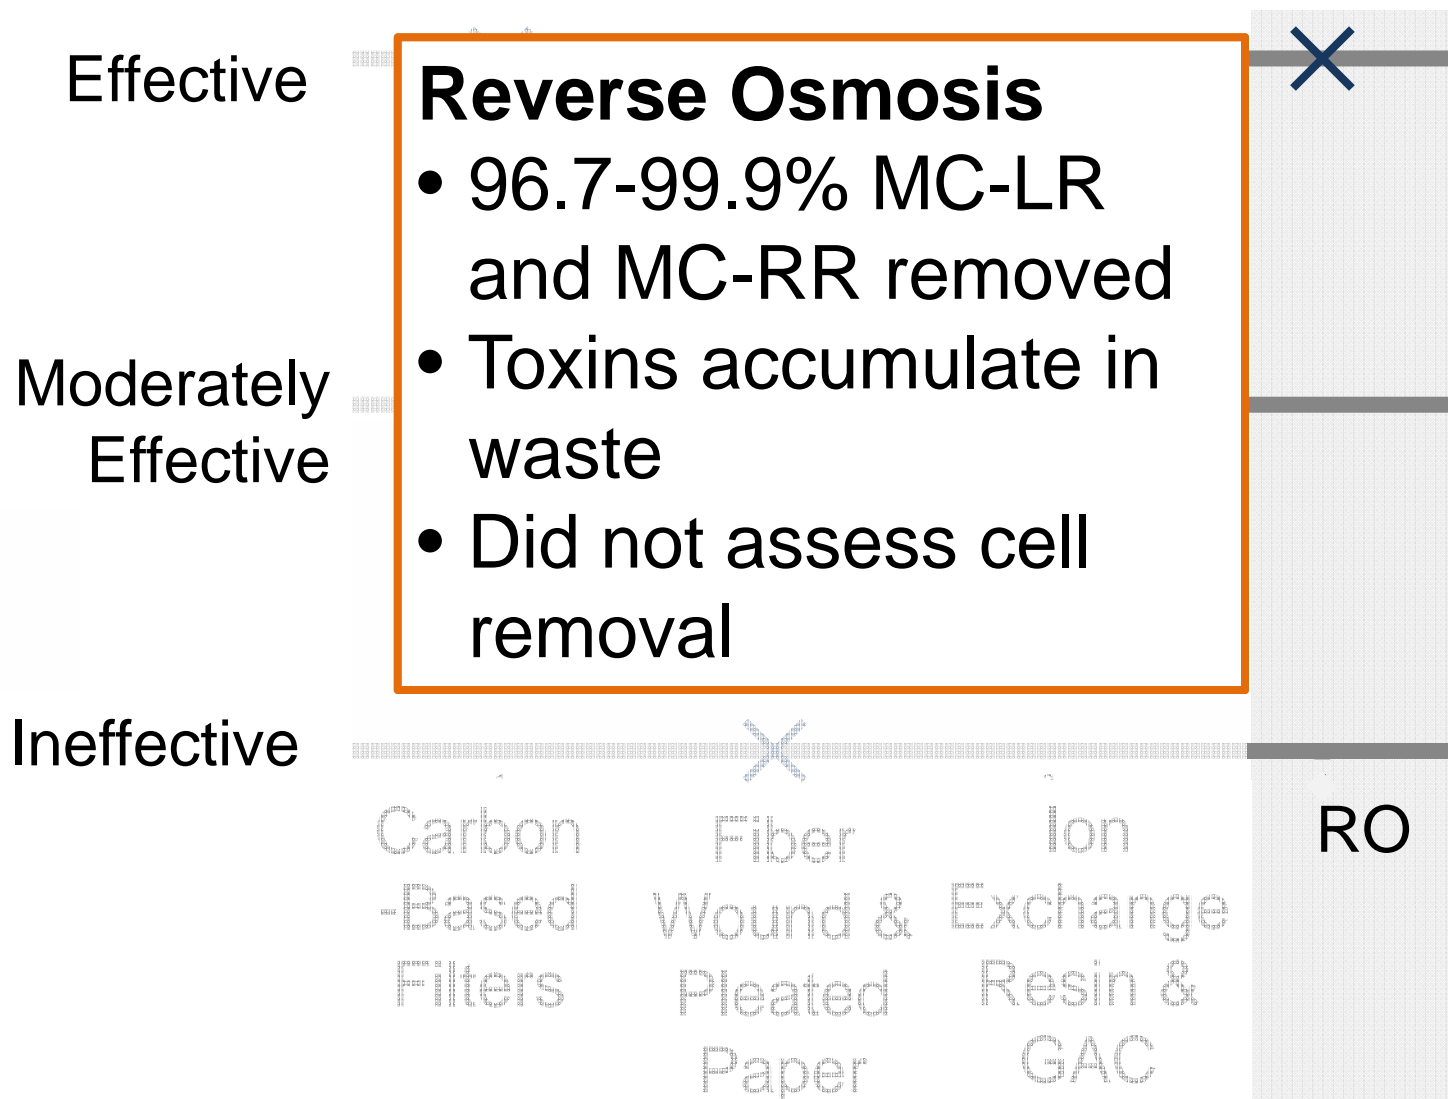 Effective
Reverse Osmosis
• 96.7-99.9% MC-LR
and MC-RR removed
• Toxins accumulate in
waste
• Did not assess cell
removal
Moderately
Effective
Ineffective
Carbon
-Based
Filters
Fiber
Wound &
Pleated
Paper
Ion
Exchange
Resin &
GAC
RO